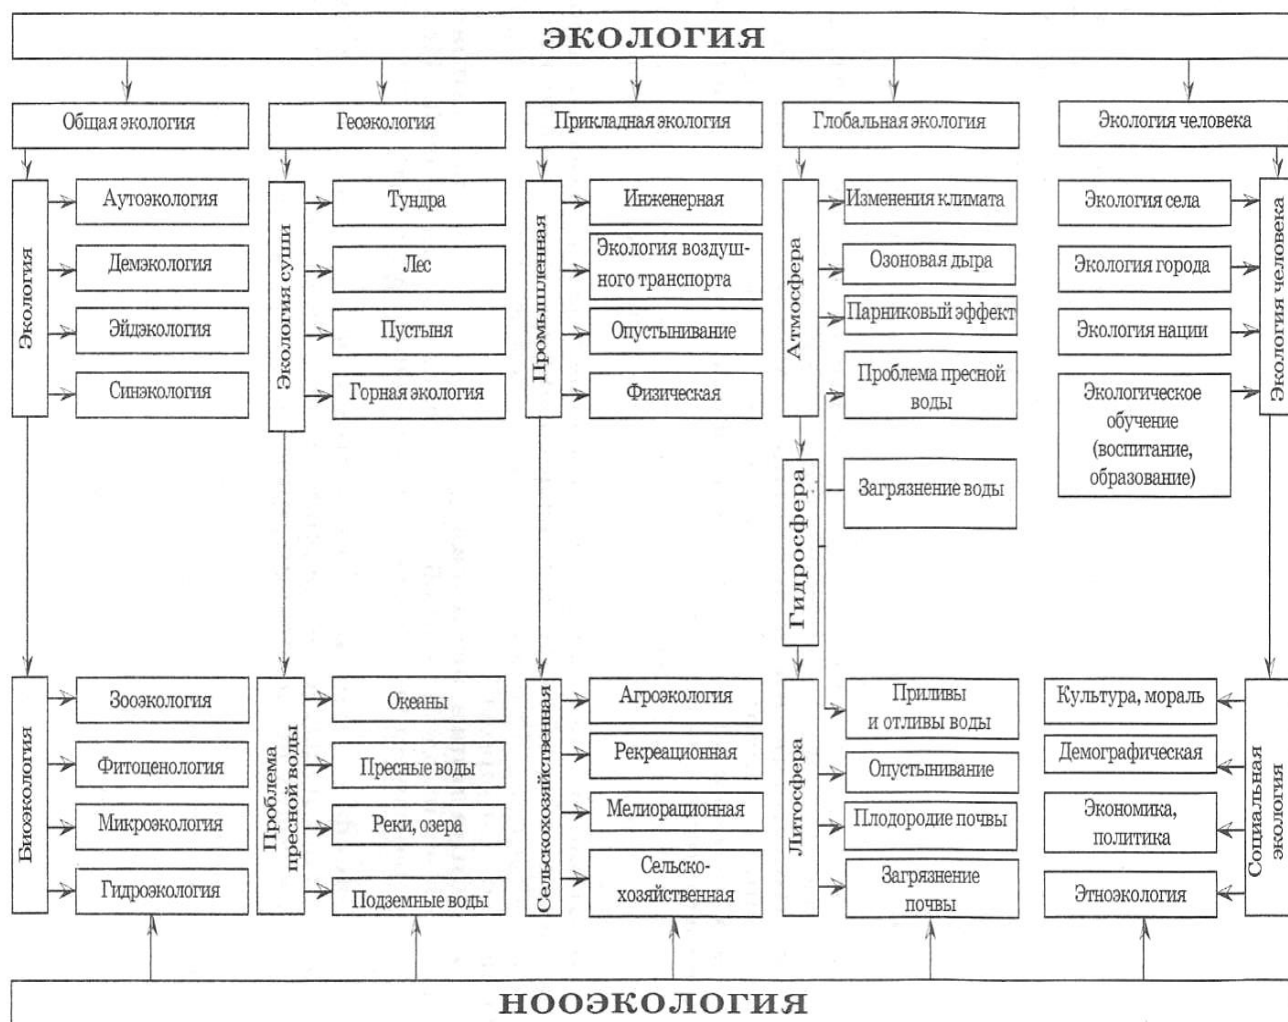 ЭКОЛОГИЯ
Общая экология
Геоэкология
Прикладная экология
Глобальная экология
Экология человека
Экология
Аутоэкология
Демэкология
Эйдэкология
Синэкология
Экология суши
Тундра
Лес
Пустыня
Горная экология
Промышленная
Инженерная
Экология воздуш-
ного транспорта
Опустынивание
Физическая
Атмосфера
Изменения климата
Озоновая дыра
Парниковый эффект
Проблема пресной
воды
Гидросфера
Загрязнение воды
Экология села
Экология города
Экология нации
Экологическое
обучение
(воспитание,
образование)
Экология человека
Биоэкология
Зооэкология
Фитоценология
Микроэкология
Гидроэкология
Проблема
пресной воды
Океаны
Пресные воды
Реки, озера
Подземные воды
Сельскохозяйственная
Агроэкология
Рекреационная
Мелиорационная
Сельско-
хозяйственная
Литосфера
Приливы
и отливы воды
Опустынивание
Плодородие почвы
Загрязнение
почвы
Культура, мораль
Демографическая
Экономика,
политика
Этноэкология
Социальная
экология
НООЭКОЛОГИЯ